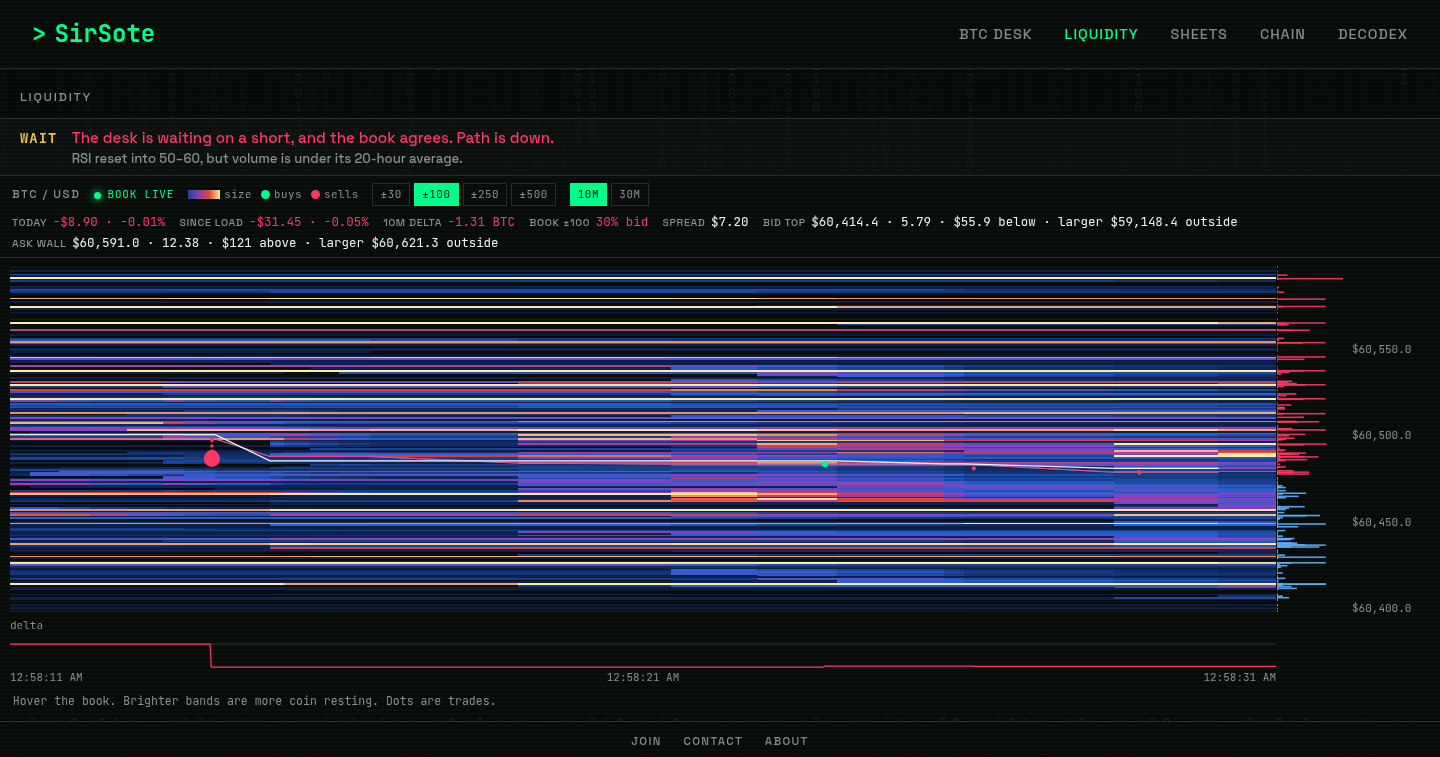 > SirSote
BTC DESK LIQUIDITY SHEETS CHAIN DECODEX
LIQUIDITY
WAIT The desk is waiting on a short, and the book agrees. Path is down.
RSI reset into 50–60, but volume is under its 20-hour average.
BTC / USD BOOK LIVE size buys sells ±30 ±100 ±250 ±500 10M 30M
TODAY -$8.90 · -0.01% SINCE LOAD -$31.45 · -0.05% 10M DELTA -1.31 BTC BOOK ±100 30% bid SPREAD $7.20 BID TOP $60,414.4 · 5.79 · $55.9 below · larger $59,148.4 outside
ASK WALL $60,591.0 · 12.38 · $121 above · larger $60,621.3 outside
$60,550.0
$60,500.0
$60,450.0
$60,400.0
delta
12:58:11 AM 12:58:21 AM 12:58:31 AM
Hover the book. Brighter bands are more coin resting. Dots are trades.
JOIN CONTACT ABOUT